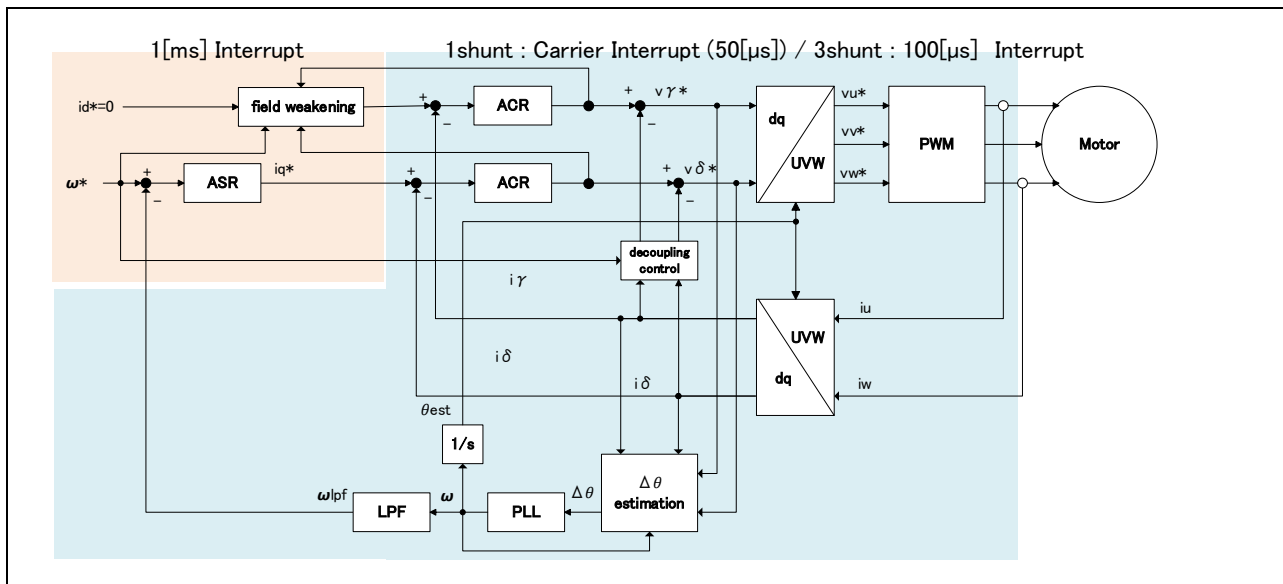 1[ms] Interrupt
1shunt : Carrier Interrupt (50[μs]) / 3shunt : 100[μs] Interrupt
id*=0
field weakening
+
−
ACR
+
−
vγ*
dq
UVW
vu*
vv*
vw*
PWM
Motor
ω*
+
−
ASR
iq*
+
−
ACR
+
−
vδ*
decoupling
control
iγ
UVW
dq
iu
iδ
iδ
iw
θest
1/s
Δθ
estimation
Δθ
PLL
ω
LPF
ωlpf